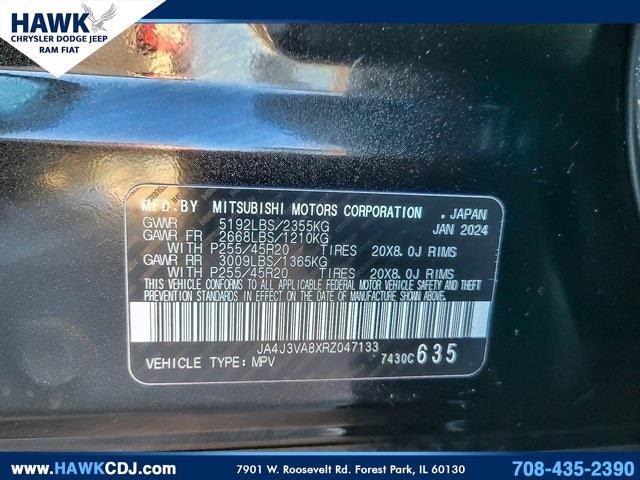 HAWK
CHRYSLER DODGE JEEP
RAM FIAT
MFD.BY MITSUBISHI MOTORS CORPORATION . JAPAN
GVWR 5192LBS/2355KG JAN 2024
GAWR FR 2668LBS/1210KG
WITH P255/45R20 TIRES 20X8.0J RIMS
GAWR RR 3009LBS/1365KG
WITH P255/45R20 TIRES 20X8.0J RIMS
THIS VEHICLE CONFORMS TO ALL APPLICABLE FEDERAL MOTOR VEHICLE SAFETY AND THEFT
PREVENTION STANDARDS IN EFFECT ON THE DATE OF MANUFACTURE SHOWN ABOVE.
JA4J3VA8XRZ047133
VEHICLE TYPE: MPV 7430C635
www.HAWKCDJ.com 7901 W. Roosevelt Rd. Forest Park, IL 60130 708-435-2390